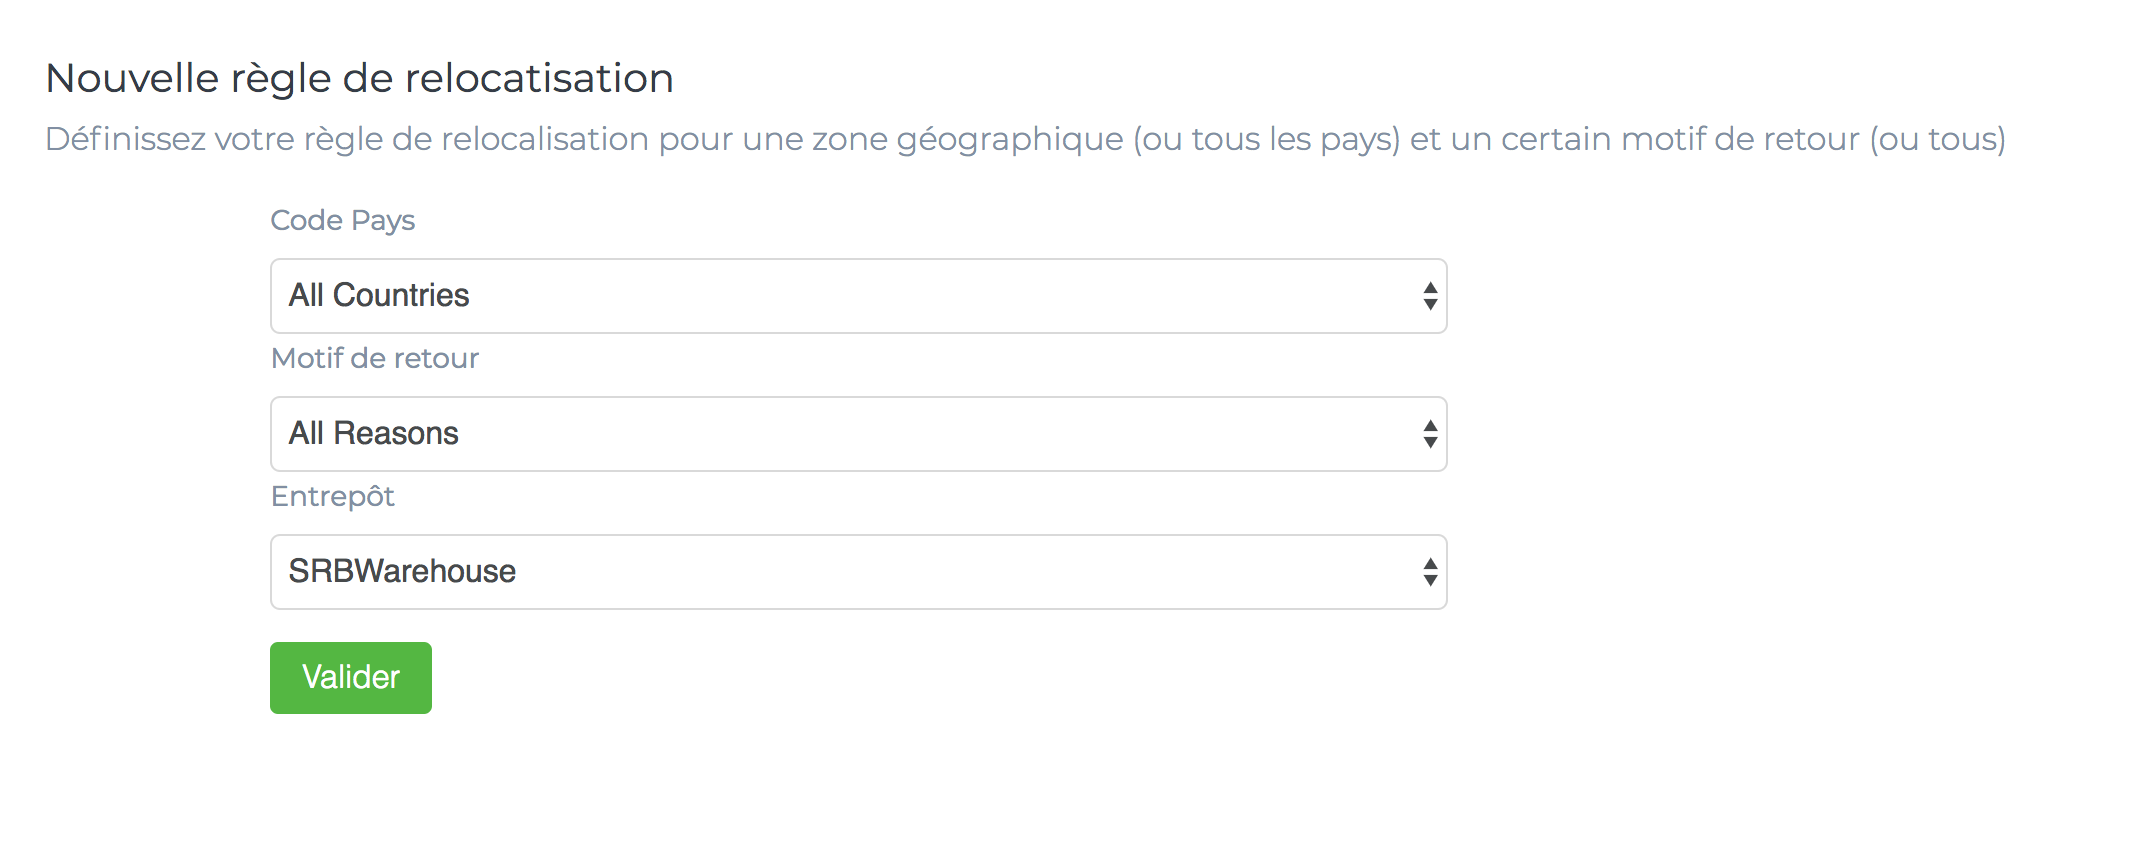 Nouvelle règle de relocatisation
Définissez votre règle de relocalisation pour une zone géographique (ou tous les pays) et un certain motif de retour (ou tous)
Code Pays
All Countries
Motif de retour
All Reasons
Entrepôt
SRBWarehouse
Valider